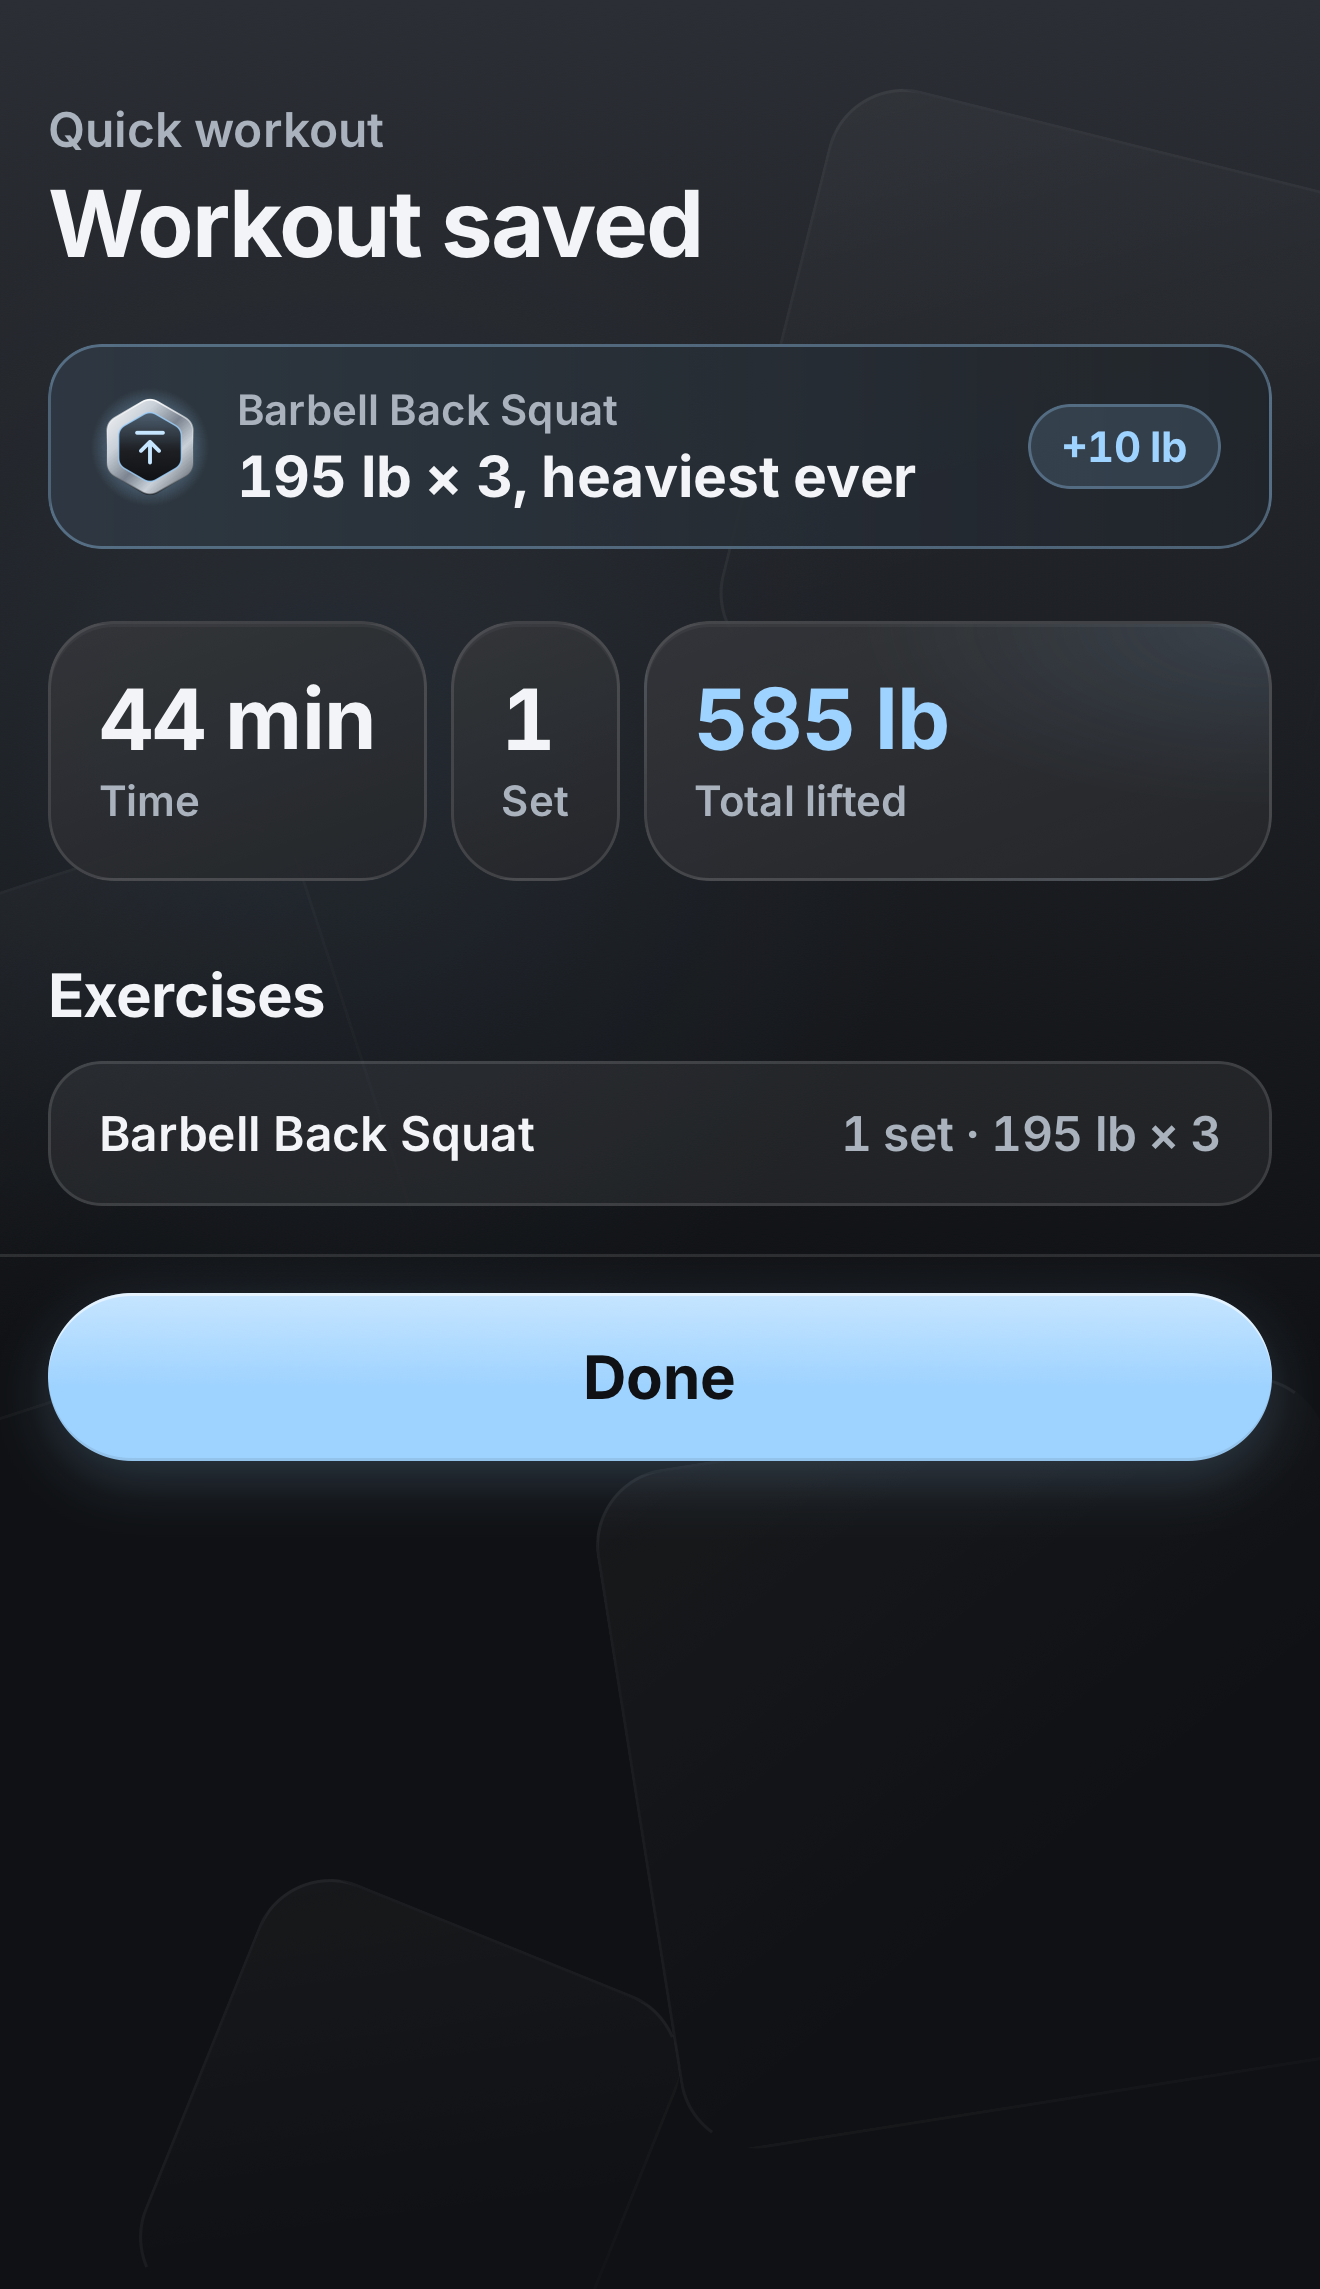 Quick workout
Workout saved
Barbell Back Squat
195 lb × 3, heaviest ever
+10 lb
44 min
Time
1
Set
585 lb
Total lifted
Exercises
Barbell Back Squat
1 set · 195 lb × 3
Done